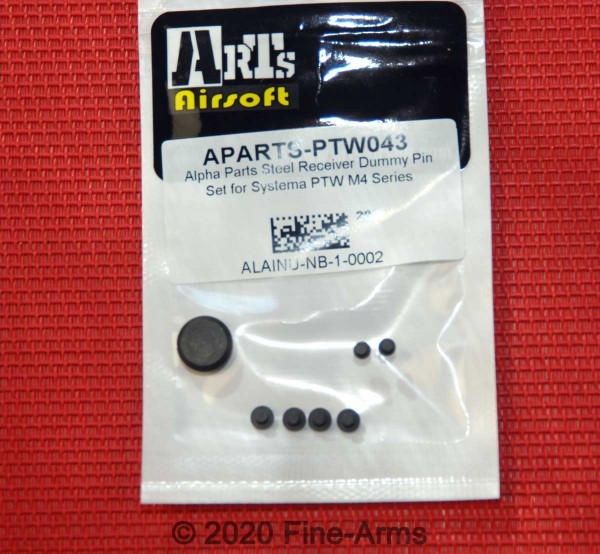 ARTs
Airsoft
APARTS-PTW043
Alpha Parts Steel Receiver Dummy Pin
Set for Systema PTW M4 Series
ALAINU-NB-1-0002
© 2020 Fine-Arms